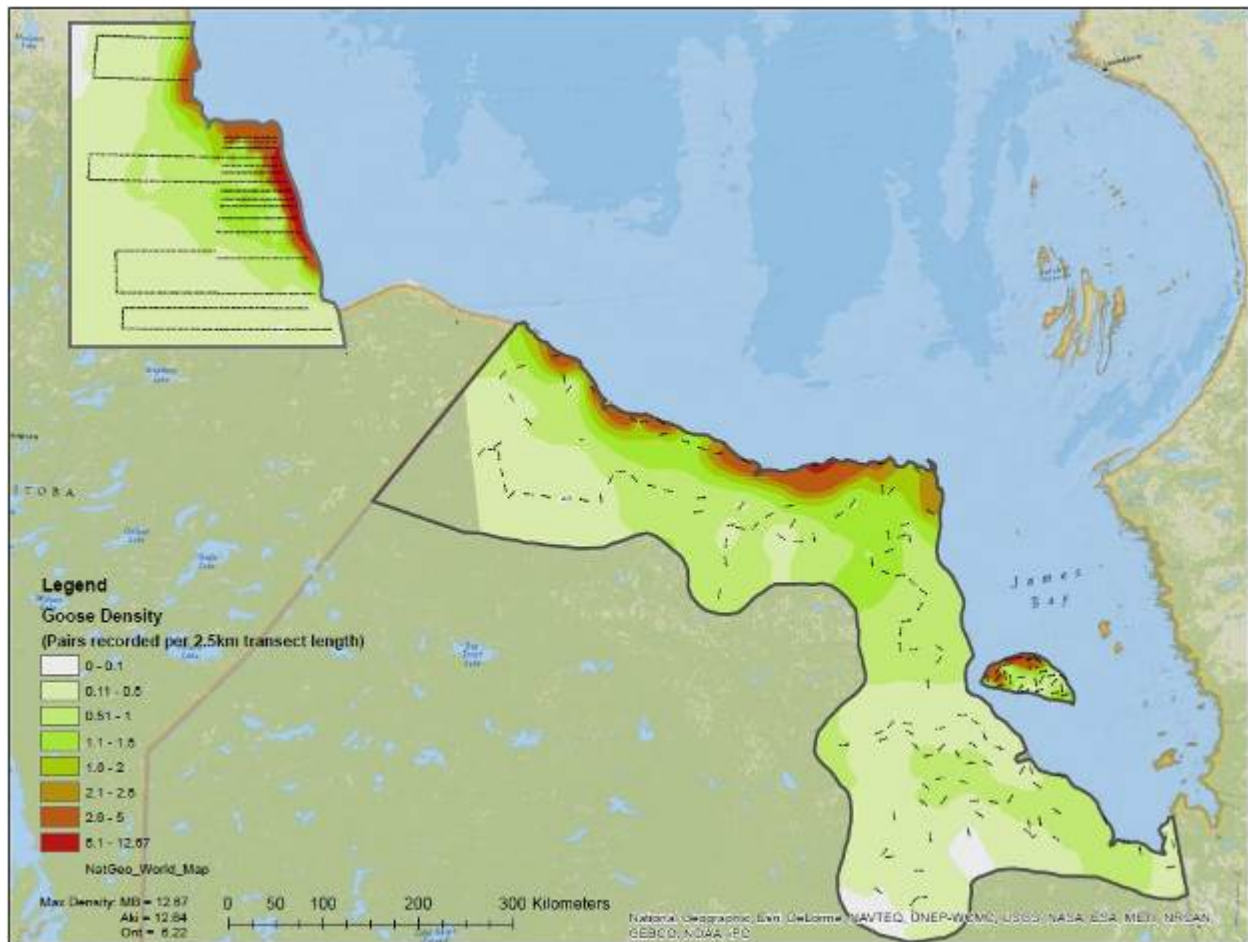 James
Bay
ITOBA
Legend
Goose Density
(Pairs recorded per 2.5km transect length)
0 - 0.1
0.11 - 0.5
0.51 - 1
1.1 - 1.5
1.6 - 2
2.1 - 2.5
2.6 - 5
5.1 - 12.67
NatGeo_World_Map
Max Density: MB = 12.67
Aki = 12.64
Ont = 6.22
0 50 100 200 300 Kilometers
National Geographic, Esri, DeLorme, NAVTEQ, UNEP-WCMC, USGS, NASA, ESA, METI, NRCAN,
GEBCO, NOAA, iPC